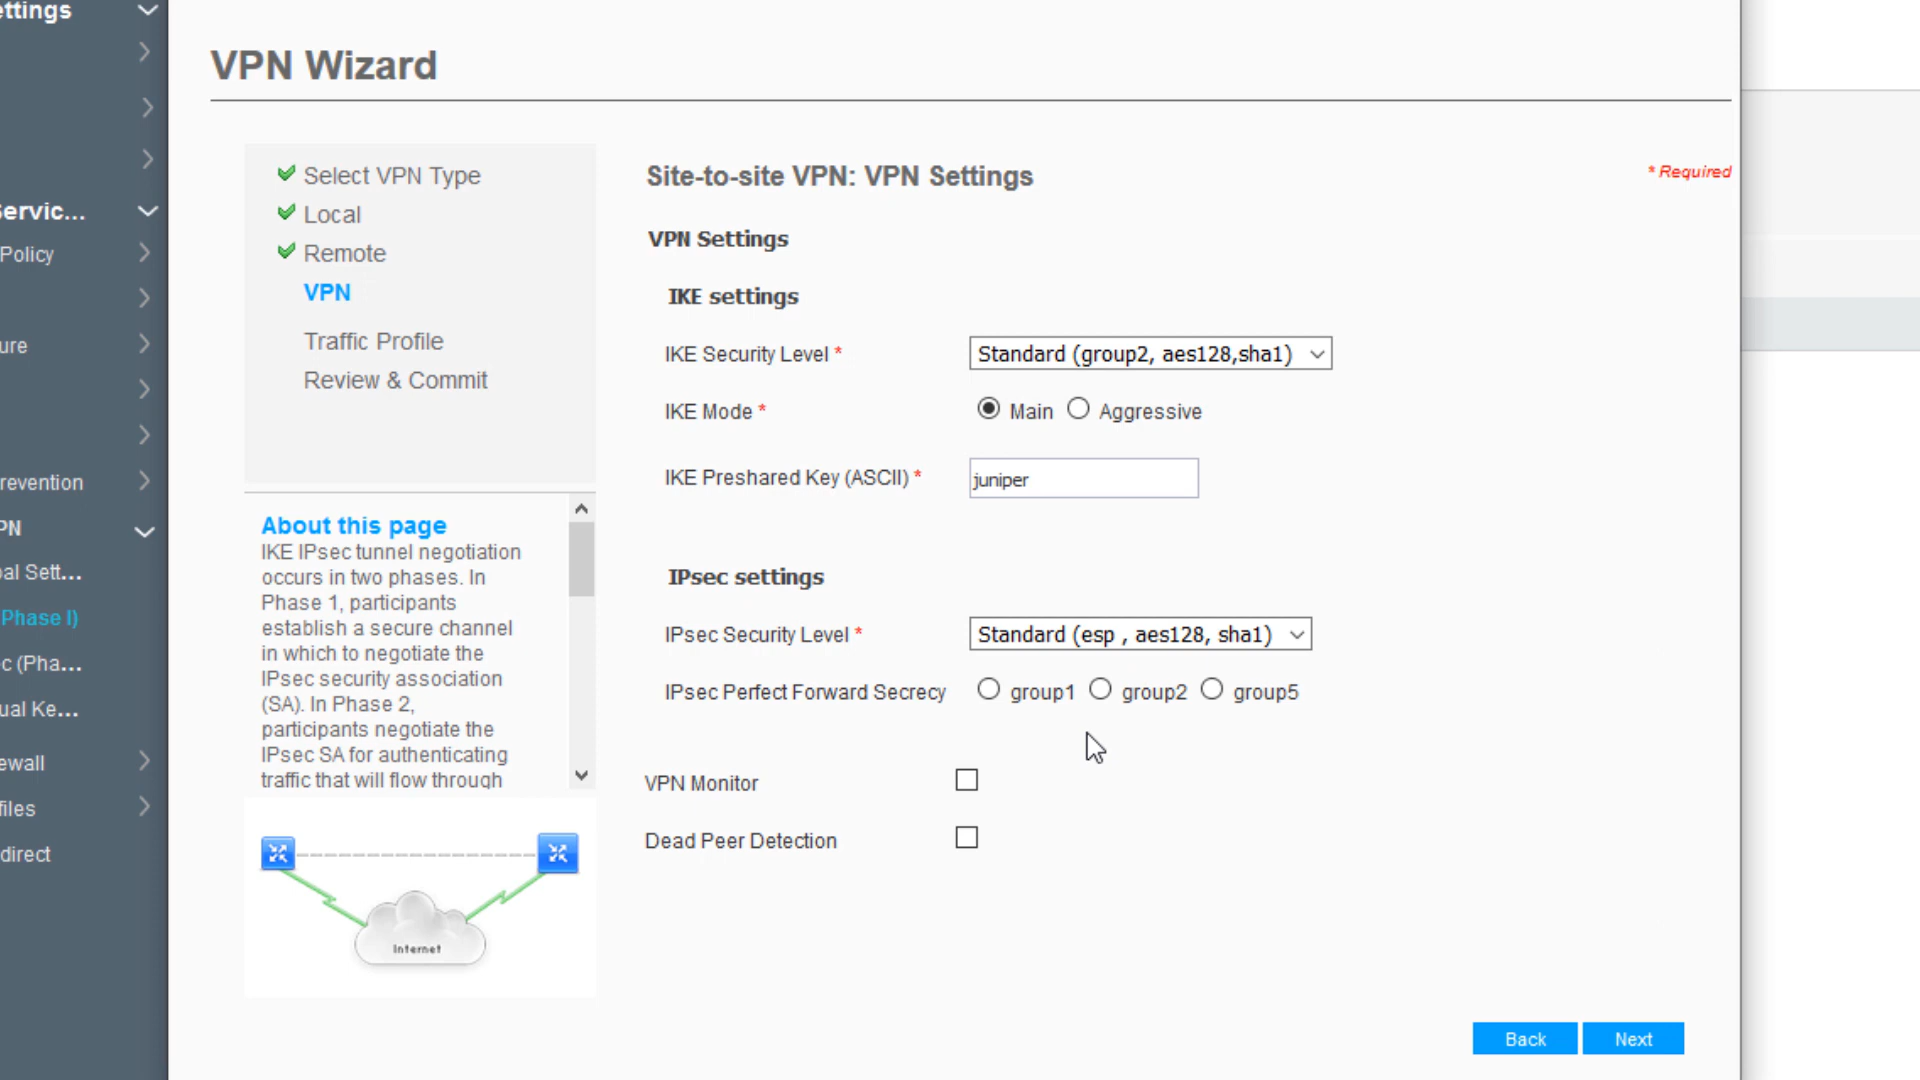 ettings
Servic...
Policy
ure
revention
PN
al Sett...
Phase I)
c (Pha...
ual Ke...
ewall
files
direct
VPN Wizard
Select VPN Type
Local
Remote
VPN
Traffic Profile
Review & Commit
About this page
IKE IPsec tunnel negotiation
occurs in two phases. In
Phase 1, participants
establish a secure channel
in which to negotiate the
IPsec security association
(SA). In Phase 2,
participants negotiate the
IPsec SA for authenticating
traffic that will flow through
Internet
Site-to-site VPN: VPN Settings
* Required
VPN Settings
IKE settings
IKE Security Level * Standard (group2, aes128,sha1)
IKE Mode * Main Aggressive
IKE Preshared Key (ASCII) * juniper
IPsec settings
IPsec Security Level * Standard (esp , aes128, sha1)
IPsec Perfect Forward Secrecy group1 group2 group5
VPN Monitor
Dead Peer Detection
Back Next